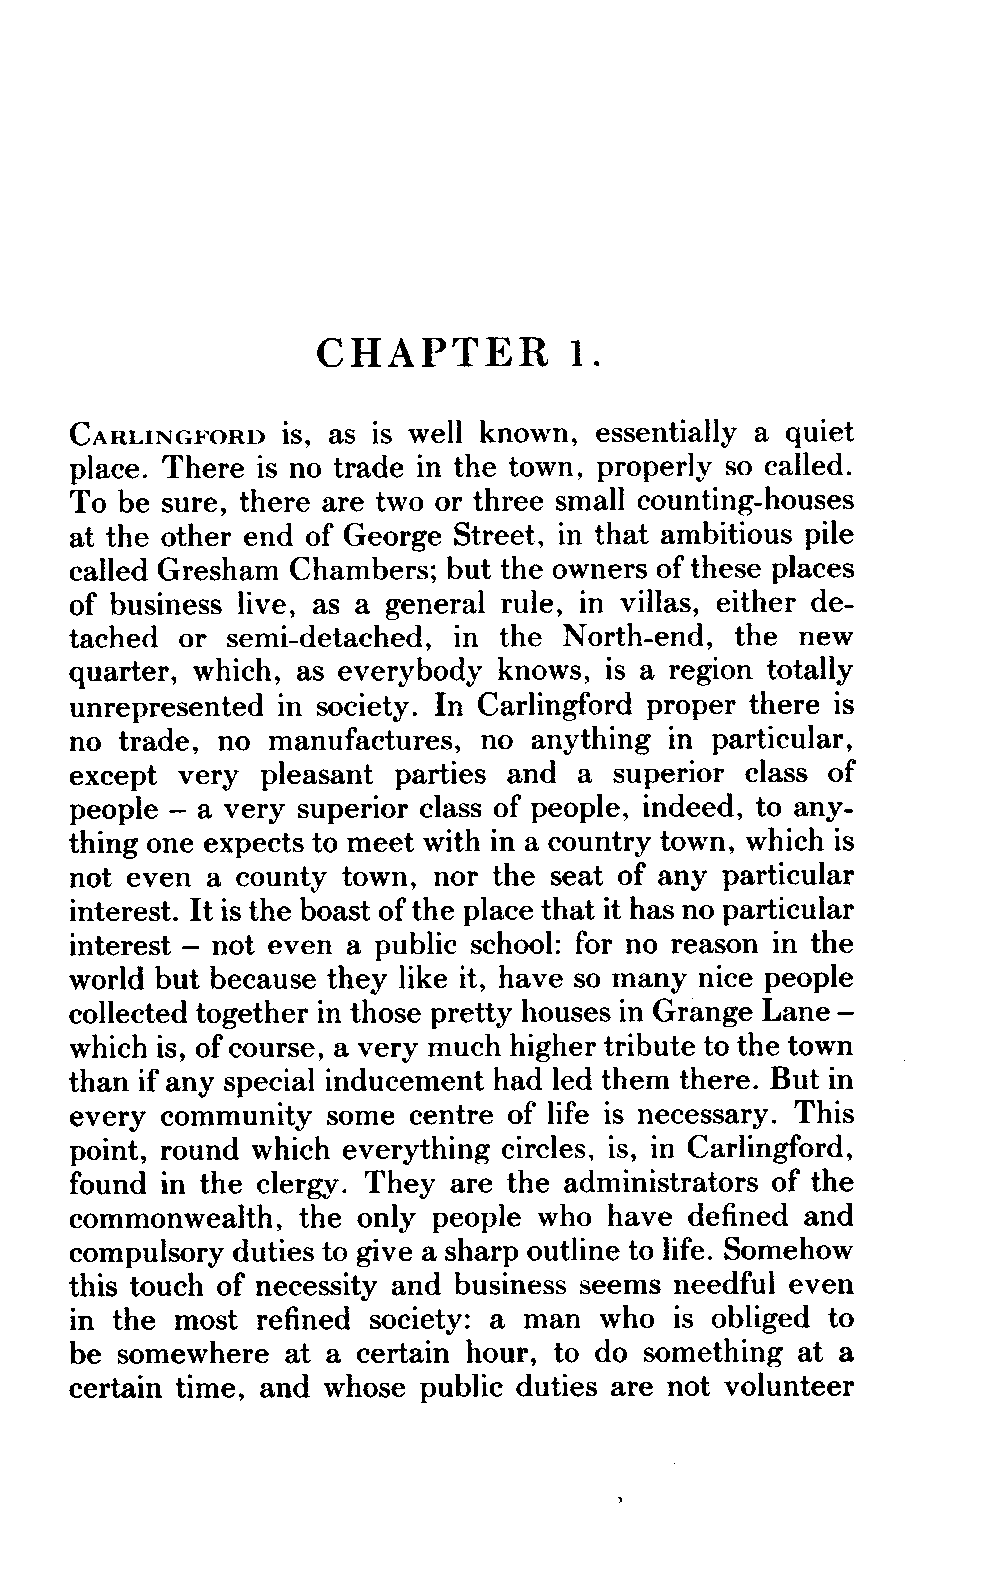 CHAPTER 1.
CARLINGFORD is, as is well known, essentially a quiet
place. There is no trade in the town, properly so called.
To be sure, there are two or three small counting-houses
at the other end of George Street, in that ambitious pile
called Gresham Chambers; but the owners of these places
of business live, as a general rule, in villas, either de-
tached or semi-detached, in the North-end, the new
quarter, which, as everybody knows, is a region totally
unrepresented in society. In Carlingford proper there is
no trade, no manufactures, no anything in particular,
except very pleasant parties and a superior class of
people – a very superior class of people, indeed, to any-
thing one expects to meet with in a country town, which is
not even a county town, nor the seat of any particular
interest. It is the boast of the place that it has no particular
interest – not even a public school: for no reason in the
world but because they like it, have so many nice people
collected together in those pretty houses in Grange Lane –
which is, of course, a very much higher tribute to the town
than if any special inducement had led them there. But in
every community some centre of life is necessary. This
point, round which everything circles, is, in Carlingford,
found in the clergy. They are the administrators of the
commonwealth, the only people who have defined and
compulsory duties to give a sharp outline to life. Somehow
this touch of necessity and business seems needful even
in the most refined society: a man who is obliged to
be somewhere at a certain hour, to do something at a
certain time, and whose public duties are not volunteer